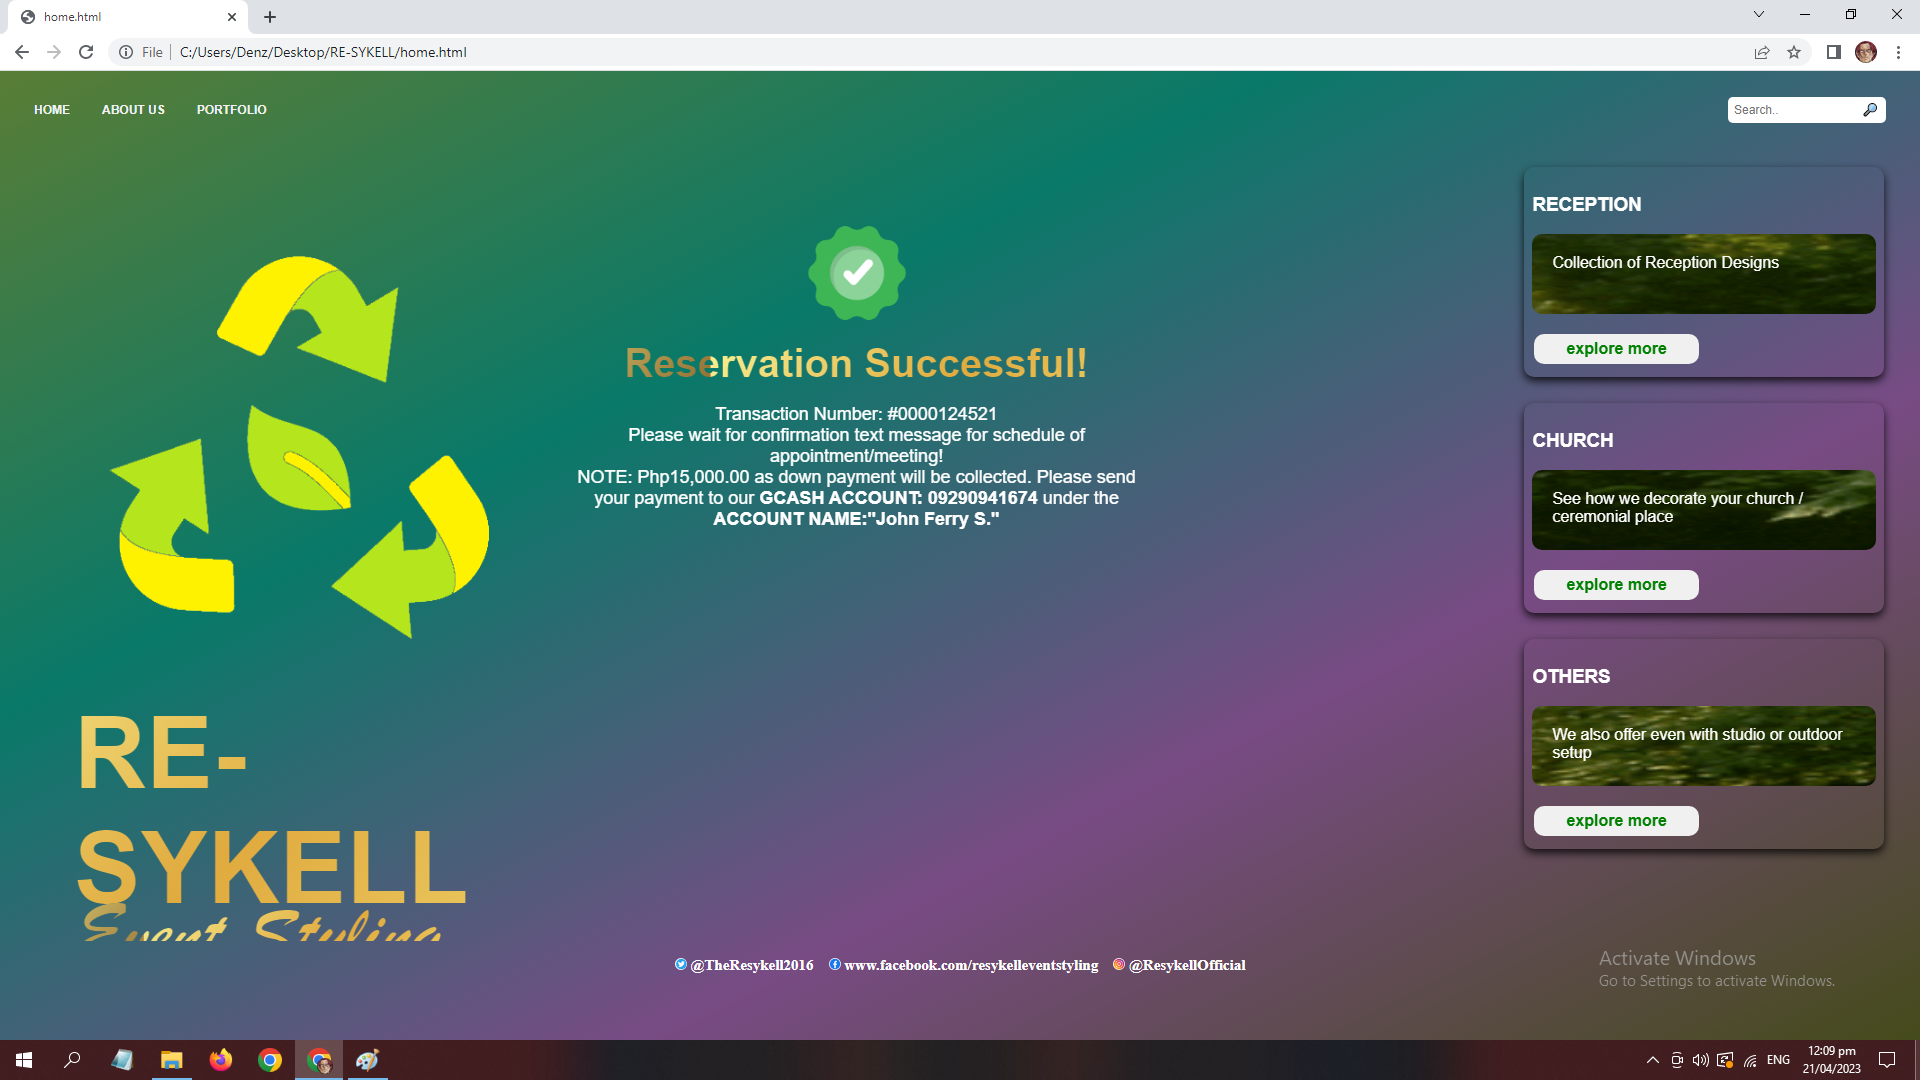 home.html
File
C:/Users/Denz/Desktop/RE-SYKELL/home.html
HOME
ABOUT US
PORTFOLIO
Search..
Reservation Successful!
Transaction Number: #0000124521
Please wait for confirmation text message for schedule of
appointment/meeting!
NOTE: Php15,000.00 as down payment will be collected. Please send
your payment to our GCASH ACCOUNT: 09290941674 under the
ACCOUNT NAME:"John Ferry S."
RE-
SYKELL
Event Styling
RECEPTION
Collection of Reception Designs
explore more
CHURCH
See how we decorate your church /
ceremonial place
explore more
OTHERS
We also offer even with studio or outdoor
setup
explore more
@TheResykell2016 www.facebook.com/resykelleventstyling @ResykellOfficial
Activate Windows
Go to Settings to activate Windows.
ENG
12:09 pm
21/04/2023